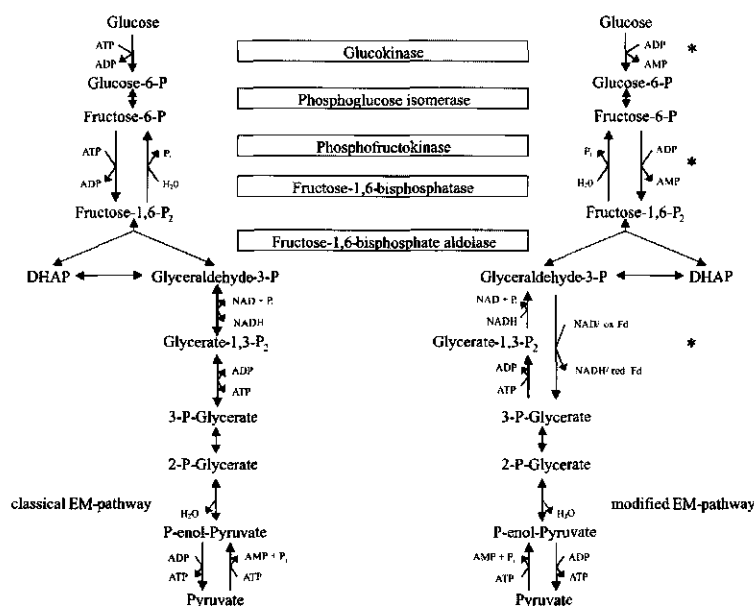 Glucose Glucose
ATP Glucokinase ADP *
ADP AMP
Glucose-6-P Glucose-6-P
Phosphoglucose isomerase
Fructose-6-P Fructose-6-P
ATP Pi Phosphofructokinase Pi ADP *
ADP H2O Fructose-1,6-bisphosphatase H2O AMP
Fructose-1,6-P2 Fructose-1,6-P2
Fructose-1,6-bisphosphate aldolase
DHAP Glyceraldehyde-3-P Glyceraldehyde-3-P DHAP
NAD + Pi NAD + Pi
NADH NADH NAD/ ox Fd
Glycerate-1,3-P2 Glycerate-1,3-P2 *
ADP ADP NADH/ red Fd
ATP ATP
3-P-Glycerate 3-P-Glycerate
2-P-Glycerate 2-P-Glycerate
classical EM-pathway H2O H2O modified EM-pathway
P-enol-Pyruvate P-enol-Pyruvate
ADP AMP + Pi AMP + Pi ADP
ATP ATP ATP ATP
Pyruvate Pyruvate